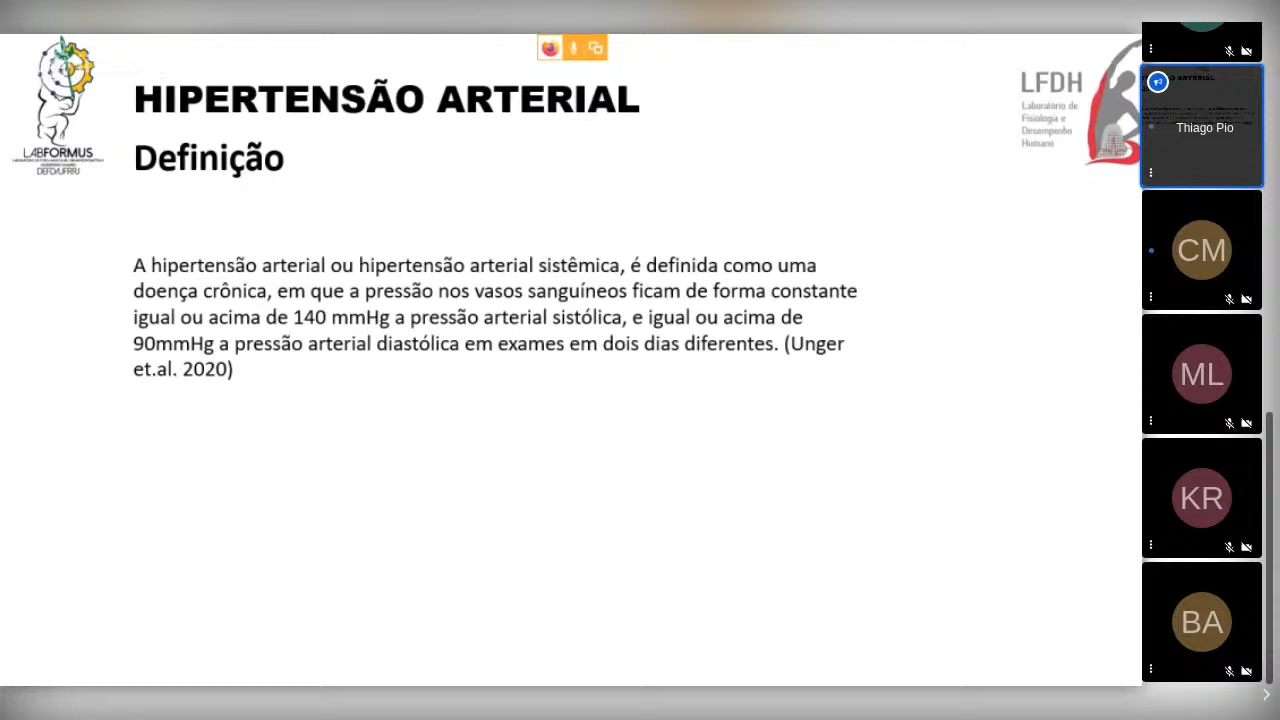 LABFORMUS
DEFD/UFRRJ
HIPERTENSÃO ARTERIAL
Definição
LFDH
Laboratório de
Fisiologia e
Desempenho
Humano
A hipertensão arterial ou hipertensão arterial sistêmica, é definida como uma
doença crônica, em que a pressão nos vasos sanguíneos ficam de forma constante
igual ou acima de 140 mmHg a pressão arterial sistólica, e igual ou acima de
90mmHg a pressão arterial diastólica em exames em dois dias diferentes. (Unger
et.al. 2020)
Thiago Pio
CM
ML
KR
BA